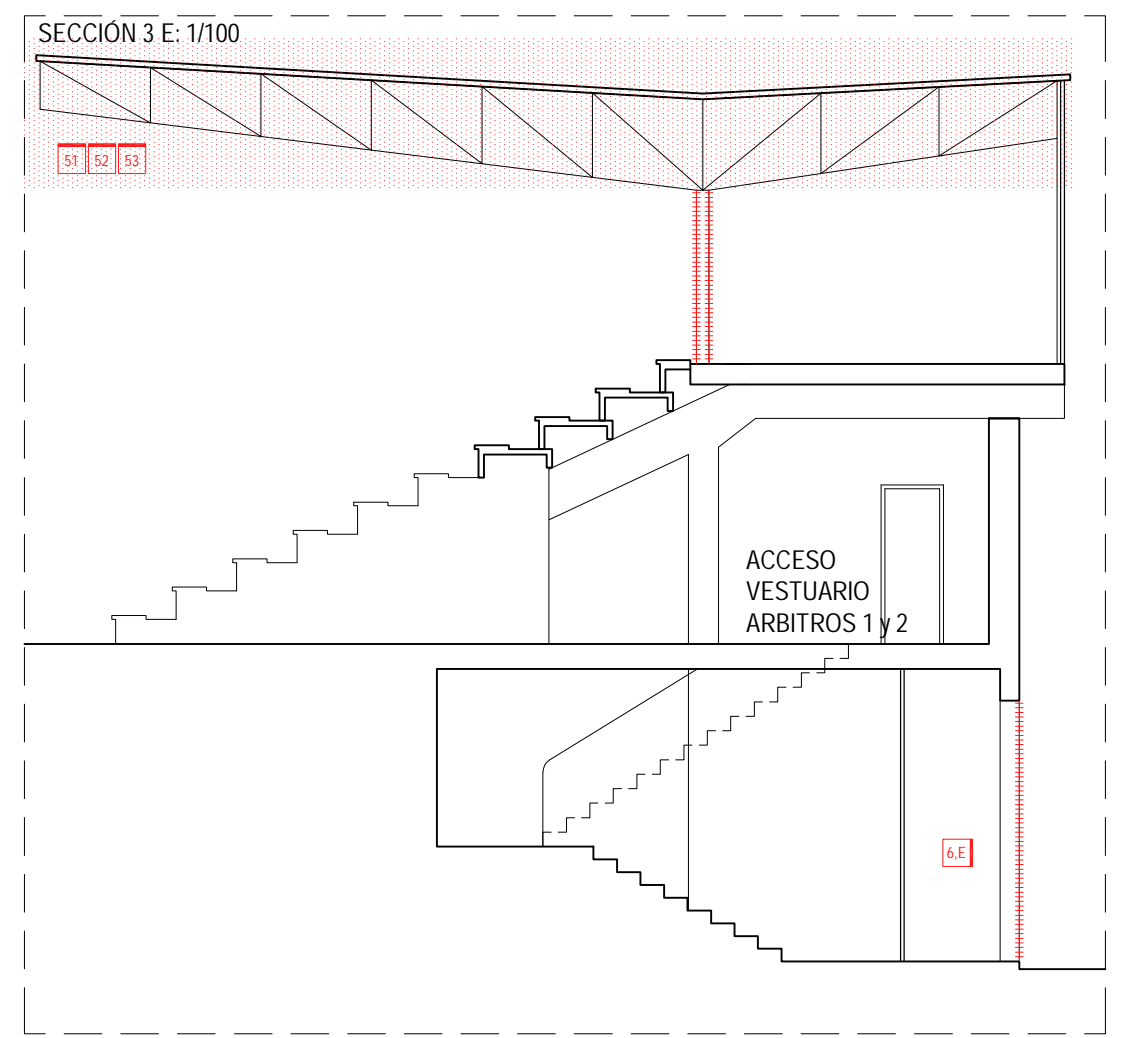 SECCIÓN 3 E: 1/100
51 52 53
ACCESO
VESTUARIO
ARBITROS 1 y 2
6,E